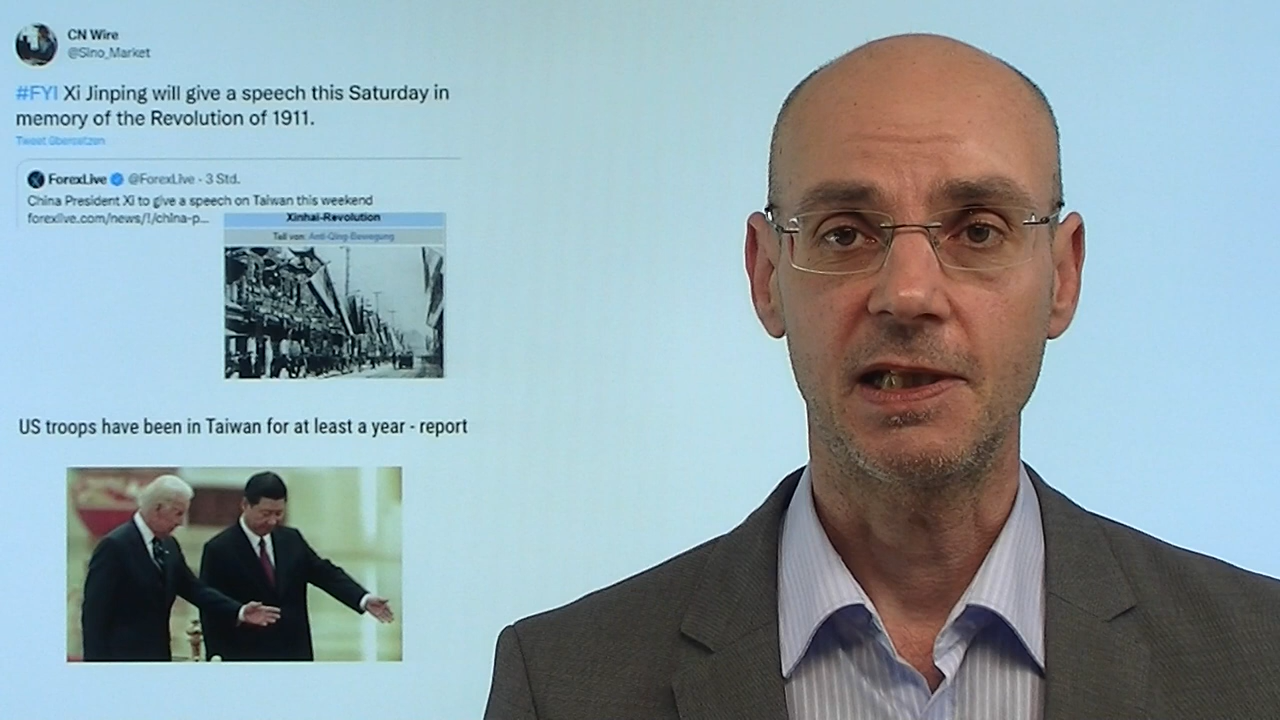 CN Wire
@Sino_Market
#FYI Xi Jinping will give a speech this Saturday in
memory of the Revolution of 1911.
Tweet übersetzen
ForexLive @ForexLive · 3 Std.
China President Xi to give a speech on Taiwan this weekend
forexlive.com/news/!/china-p...
Xinhai-Revolution
Teil von: Anti-Qing-Bewegung
US troops have been in Taiwan for at least a year - report